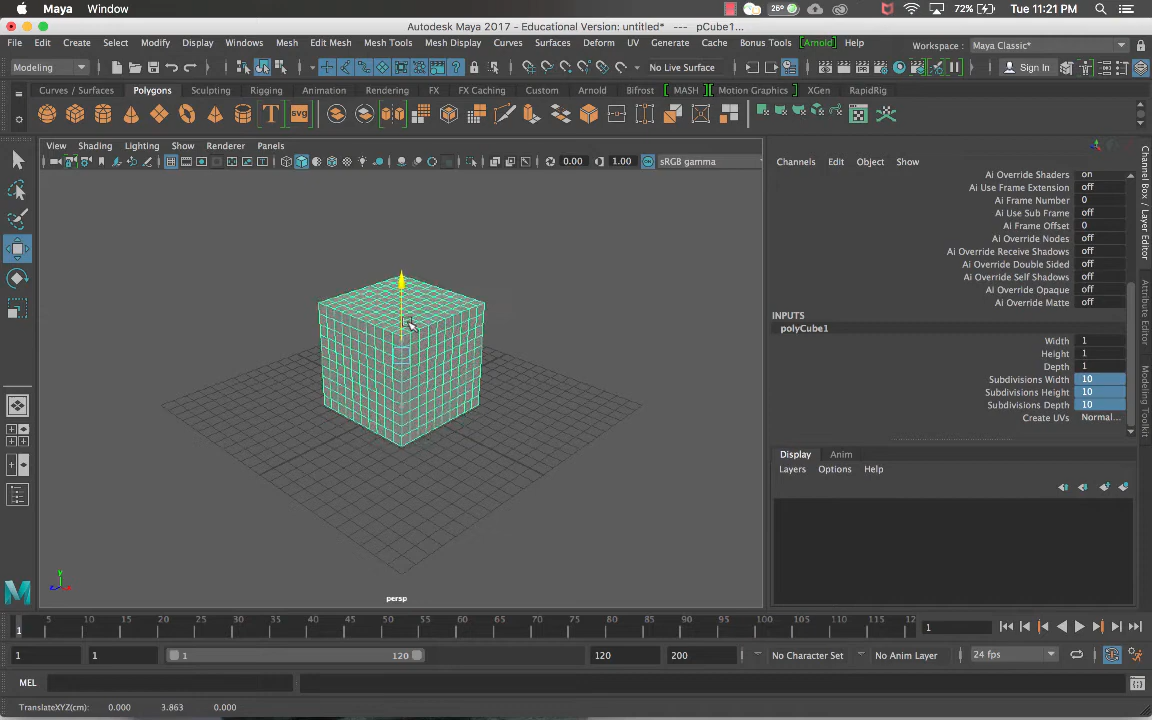 Maya Window 26° 72% Tue 11:21 PM
Autodesk Maya 2017 - Educational Version: untitled* --- pCube1...
File Edit Create Select Modify Display Windows Mesh Edit Mesh Mesh Tools Mesh Display Curves Surfaces Deform UV Generate Cache Bonus Tools [Arnold] Help Workspace : Maya Classic*
Modeling No Live Surface Sign In
Curves / Surfaces Polygons Sculpting Rigging Animation Rendering FX FX Caching Custom Arnold Bifrost MASH Motion Graphics XGen RapidRig
T svg
View Shading Lighting Show Renderer Panels
0.00 1.00 sRGB gamma
Channels Edit Object Show
Ai Override Shaders on
Ai Use Frame Extension off
Ai Frame Number 0
Ai Use Sub Frame off
Ai Frame Offset 0
Ai Override Nodes off
Ai Override Receive Shadows off
Ai Override Double Sided off
Ai Override Self Shadows off
Ai Override Opaque off
Ai Override Matte off
INPUTS
polyCube1
Width 1
Height 1
Depth 1
Subdivisions Width 10
Subdivisions Height 10
Subdivisions Depth 10
Create UVs Normal...
Channel Box / Layer Editor
Attribute Editor
Modeling Toolkit
Display Anim
Layers Options Help
y
persp
5 10 15 20 25 30 35 40 45 50 55 60 65 70 75 80 85 90 95 100 105 110 115 12
1 1
1 1 1 120 120 200 No Character Set No Anim Layer 24 fps
MEL
TranslateXYZ(cm): 0.000 3.863 0.000